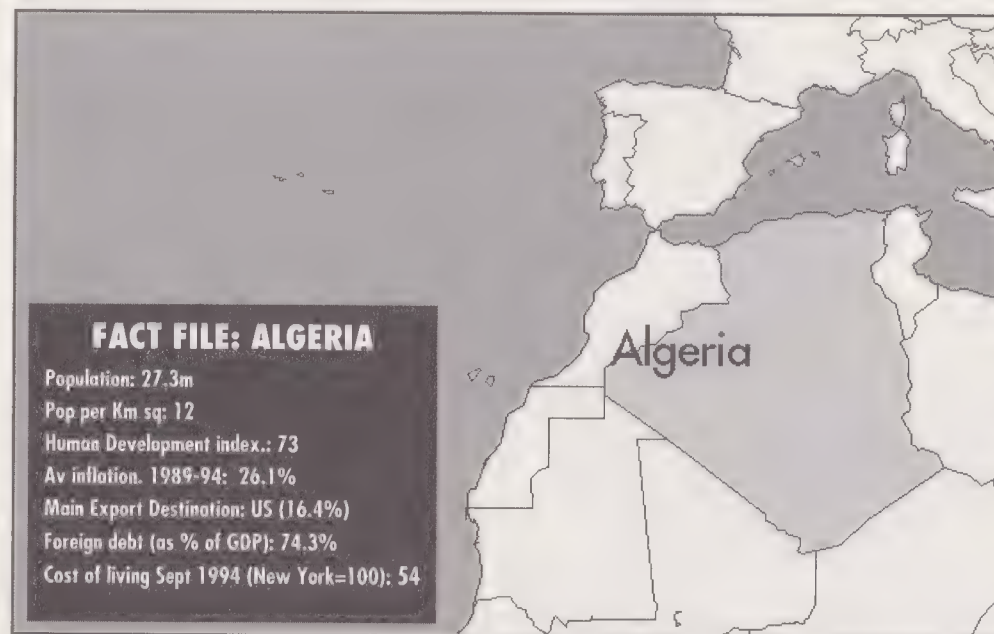 FACT FILE: ALGERIA
Population: 27.3m
Pop per Km sq: 12
Human Development index.: 73
Av inflation. 1989-94: 26.1%
Main Export Destination: US (16.4%)
Foreign debt (as % of GDP): 74.3%
Cost of living Sept 1994 (New York=100): 54
Algeria